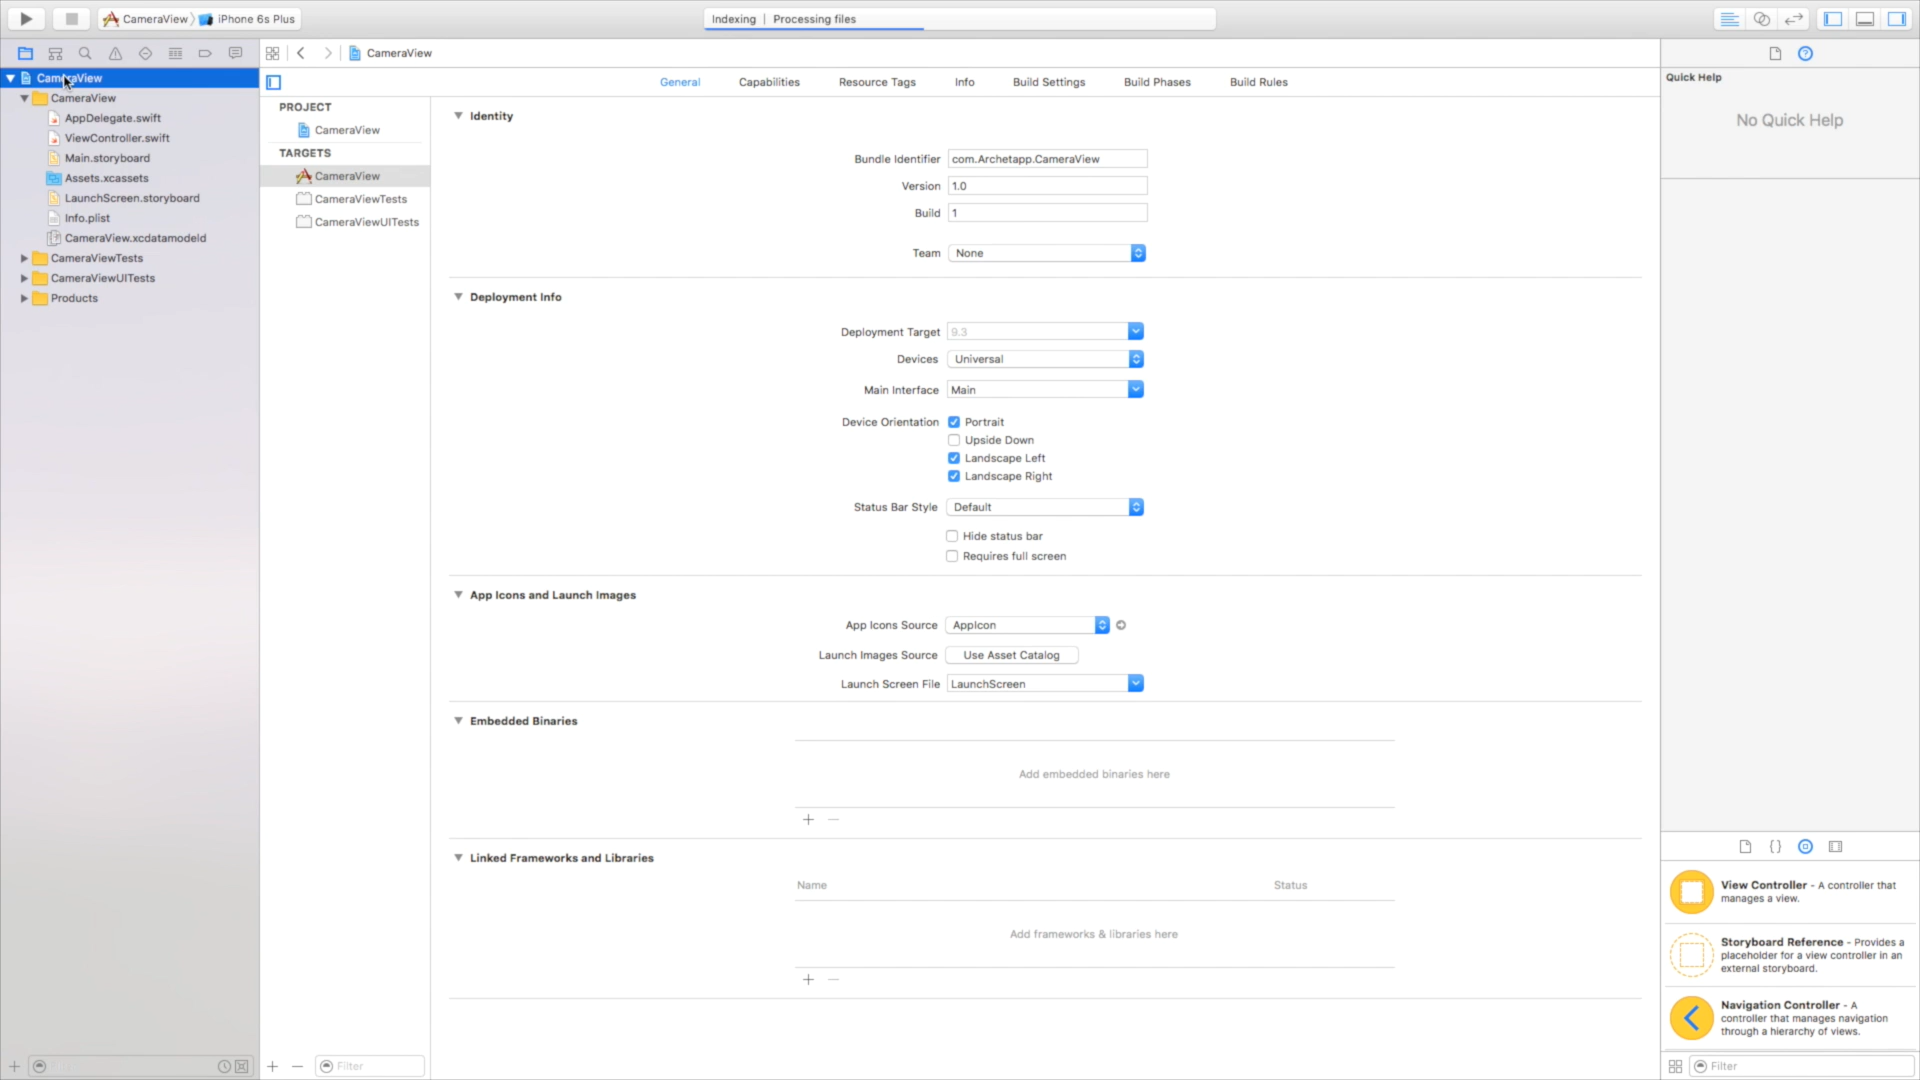 CameraView iPhone 6s Plus
Indexing | Processing files
CameraView
Quick Help
No Quick Help
CameraView
CameraView
AppDelegate.swift
ViewController.swift
Main.storyboard
Assets.xcassets
LaunchScreen.storyboard
Info.plist
CameraView.xcdatamodeld
CameraViewTests
CameraViewUITests
Products
General Capabilities Resource Tags Info Build Settings Build Phases Build Rules
PROJECT
CameraView
TARGETS
CameraView
CameraViewTests
CameraViewUITests
Identity
Bundle Identifier com.Archetapp.CameraView
Version 1.0
Build 1
Team None
Deployment Info
Deployment Target 9.3
Devices Universal
Main Interface Main
Device Orientation Portrait
Upside Down
Landscape Left
Landscape Right
Status Bar Style Default
Hide status bar
Requires full screen
App Icons and Launch Images
App Icons Source AppIcon
Launch Images Source Use Asset Catalog
Launch Screen File LaunchScreen
Embedded Binaries
Add embedded binaries here
Linked Frameworks and Libraries
Name Status
Add frameworks & libraries here
View Controller - A controller that
manages a view.
Storyboard Reference - Provides a
placeholder for a view controller in an
external storyboard.
Navigation Controller - A
controller that manages navigation
through a hierarchy of views.
Filter
Filter